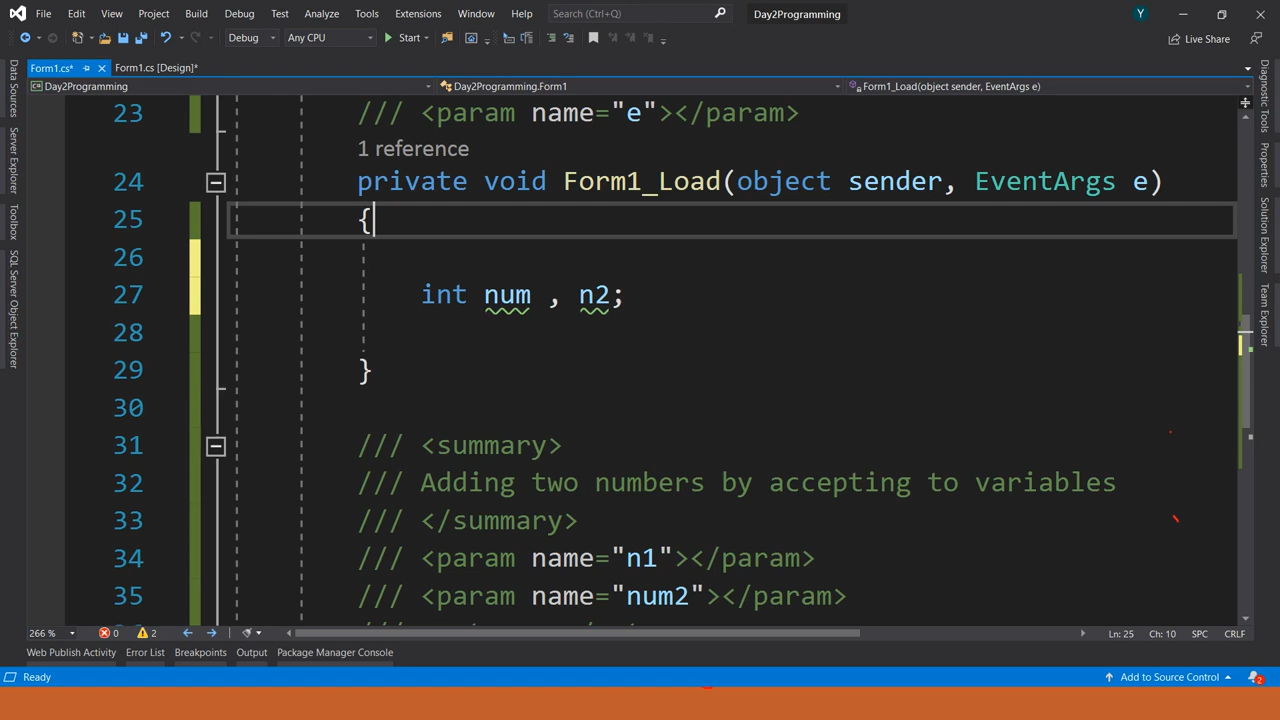 File Edit View Project Build Debug Test Analyze Tools Extensions Window Help Search (Ctrl+Q) Day2Programming Y
Debug Any CPU Start Live Share
Form1.cs* Form1.cs [Design]*
Day2Programming Day2Programming.Form1 Form1_Load(object sender, EventArgs e)
Data Sources
Server Explorer
Toolbox
SQL Server Object Explorer
23 /// <param name="e"></param>
1 reference
24 private void Form1_Load(object sender, EventArgs e)
25 {
26
27 int num , n2;
28
29 }
30
31 /// <summary>
32 /// Adding two numbers by accepting to variables
33 /// </summary>
34 /// <param name="n1"></param>
35 /// <param name="num2"></param>
Diagnostic Tools
Properties
Solution Explorer
Team Explorer
266 % 0 2 Ln: 25 Ch: 10 SPC CRLF
Web Publish Activity Error List Breakpoints Output Package Manager Console
Ready Add to Source Control 2